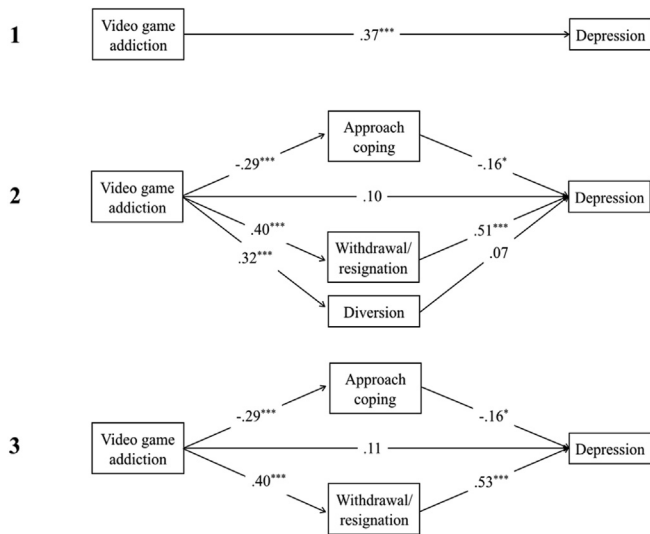 1
Video game
addiction
.37***
Depression
2
Approach
coping
-.29***
-.16*
Video game
addiction
.10
Depression
.40***
.51***
.32***
Withdrawal/
resignation
.07
Diversion
3
Approach
coping
-.29***
-.16*
Video game
addiction
.11
Depression
.40***
.53***
Withdrawal/
resignation